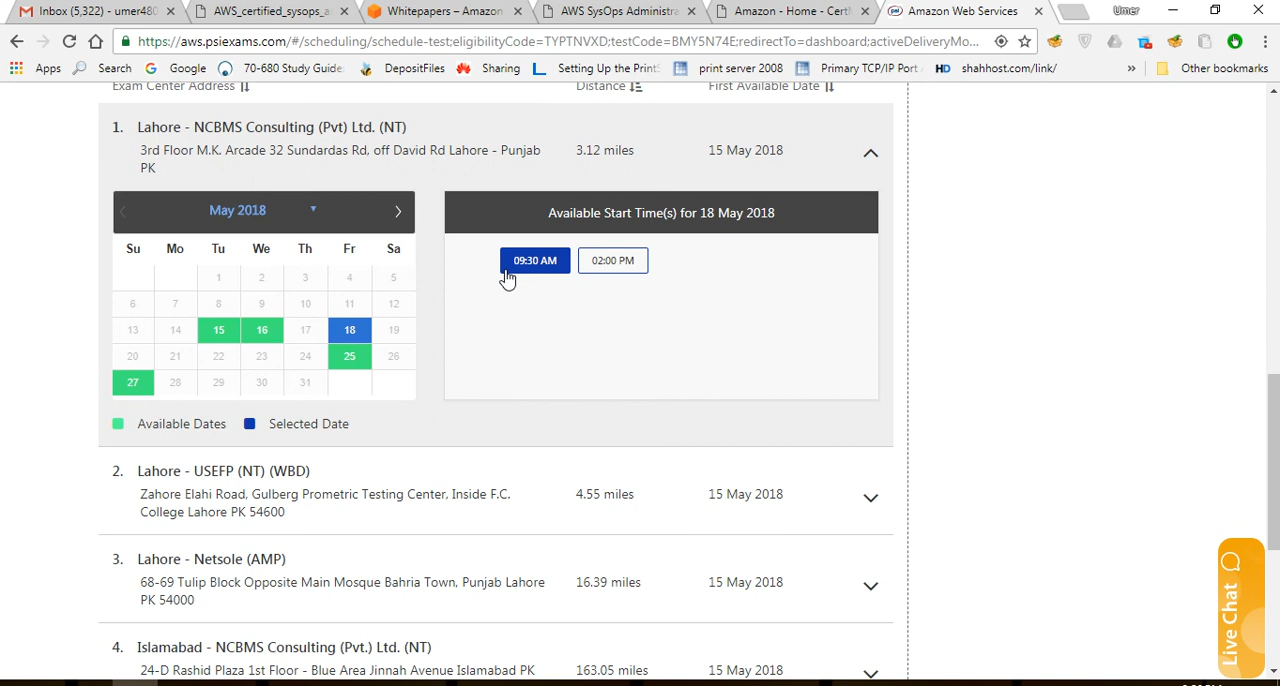 Inbox (5,322) - umer480
AWS_certified_sysops_a
Whitepapers – Amazon
AWS SysOps Administra
Amazon - Home - Certi
Amazon Web Services
Umer
https://aws.psiexams.com/#/scheduling/schedule-test;eligibilityCode=TYPTNVXD;testCode=BMY5N74E;redirectTo=dashboard;activeDeliveryMo...
Apps
Search
Google
70-680 Study Guide
DepositFiles
Sharing
Setting Up the PrintS
print server 2008
Primary TCP/IP Port
HD shahhost.com/link/
»
Other bookmarks
Exam Center Address
Distance
First Available Date
1. Lahore - NCBMS Consulting (Pvt) Ltd. (NT)
3rd Floor M.K. Arcade 32 Sundardas Rd, off David Rd Lahore - Punjab
PK
3.12 miles
15 May 2018
May 2018
Su Mo Tu We Th Fr Sa
1 2 3 4 5
6 7 8 9 10 11 12
13 14 15 16 17 18 19
20 21 22 23 24 25 26
27 28 29 30 31
Available Start Time(s) for 18 May 2018
09:30 AM
02:00 PM
Available Dates
Selected Date
2. Lahore - USEFP (NT) (WBD)
Zahore Elahi Road, Gulberg Prometric Testing Center, Inside F.C.
College Lahore PK 54600
4.55 miles
15 May 2018
3. Lahore - Netsole (AMP)
68-69 Tulip Block Opposite Main Mosque Bahria Town, Punjab Lahore
PK 54000
16.39 miles
15 May 2018
4. Islamabad - NCBMS Consulting (Pvt.) Ltd. (NT)
24-D Rashid Plaza 1st Floor - Blue Area Jinnah Avenue Islamabad PK
163.05 miles
15 May 2018
Live Chat